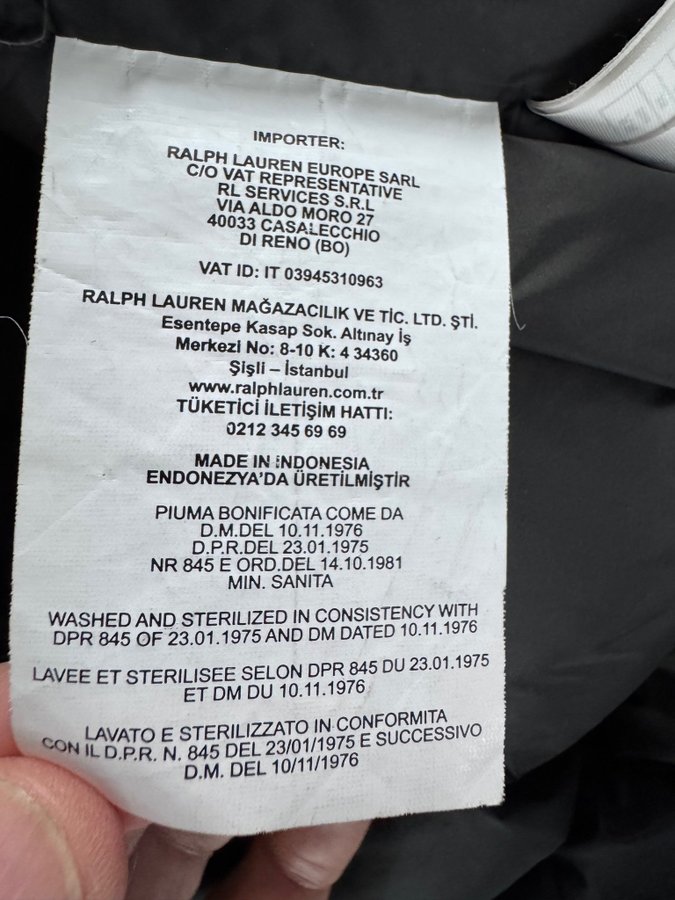 IMPORTER:
RALPH LAUREN EUROPE SARL
C/O VAT REPRESENTATIVE
RL SERVICES S.R.L
VIA ALDO MORO 27
40033 CASALECCHIO
DI RENO (BO)
VAT ID: IT 03945310963
RALPH LAUREN MAĞAZACILIK VE TİC. LTD. ŞTİ.
Esentepe Kasap Sok. Altınay İş
Merkezi No: 8-10 K: 4 34360
Şişli – İstanbul
www.ralphlauren.com.tr
TÜKETİCİ İLETİŞİM HATTI:
0212 345 69 69
MADE IN INDONESIA
ENDONEZYA'DA ÜRETİLMİŞTİR
PIUMA BONIFICATA COME DA
D.M.DEL 10.11.1976
D.P.R.DEL 23.01.1975
NR 845 E ORD.DEL 14.10.1981
MIN. SANITA
WASHED AND STERILIZED IN CONSISTENCY WITH
DPR 845 OF 23.01.1975 AND DM DATED 10.11.1976
LAVEE ET STERILISEE SELON DPR 845 DU 23.01.1975
ET DM DU 10.11.1976
LAVATO E STERILIZZATO IN CONFORMITA
CON IL D.P.R. N. 845 DEL 23/01/1975 E SUCCESSIVO
D.M. DEL 10/11/1976